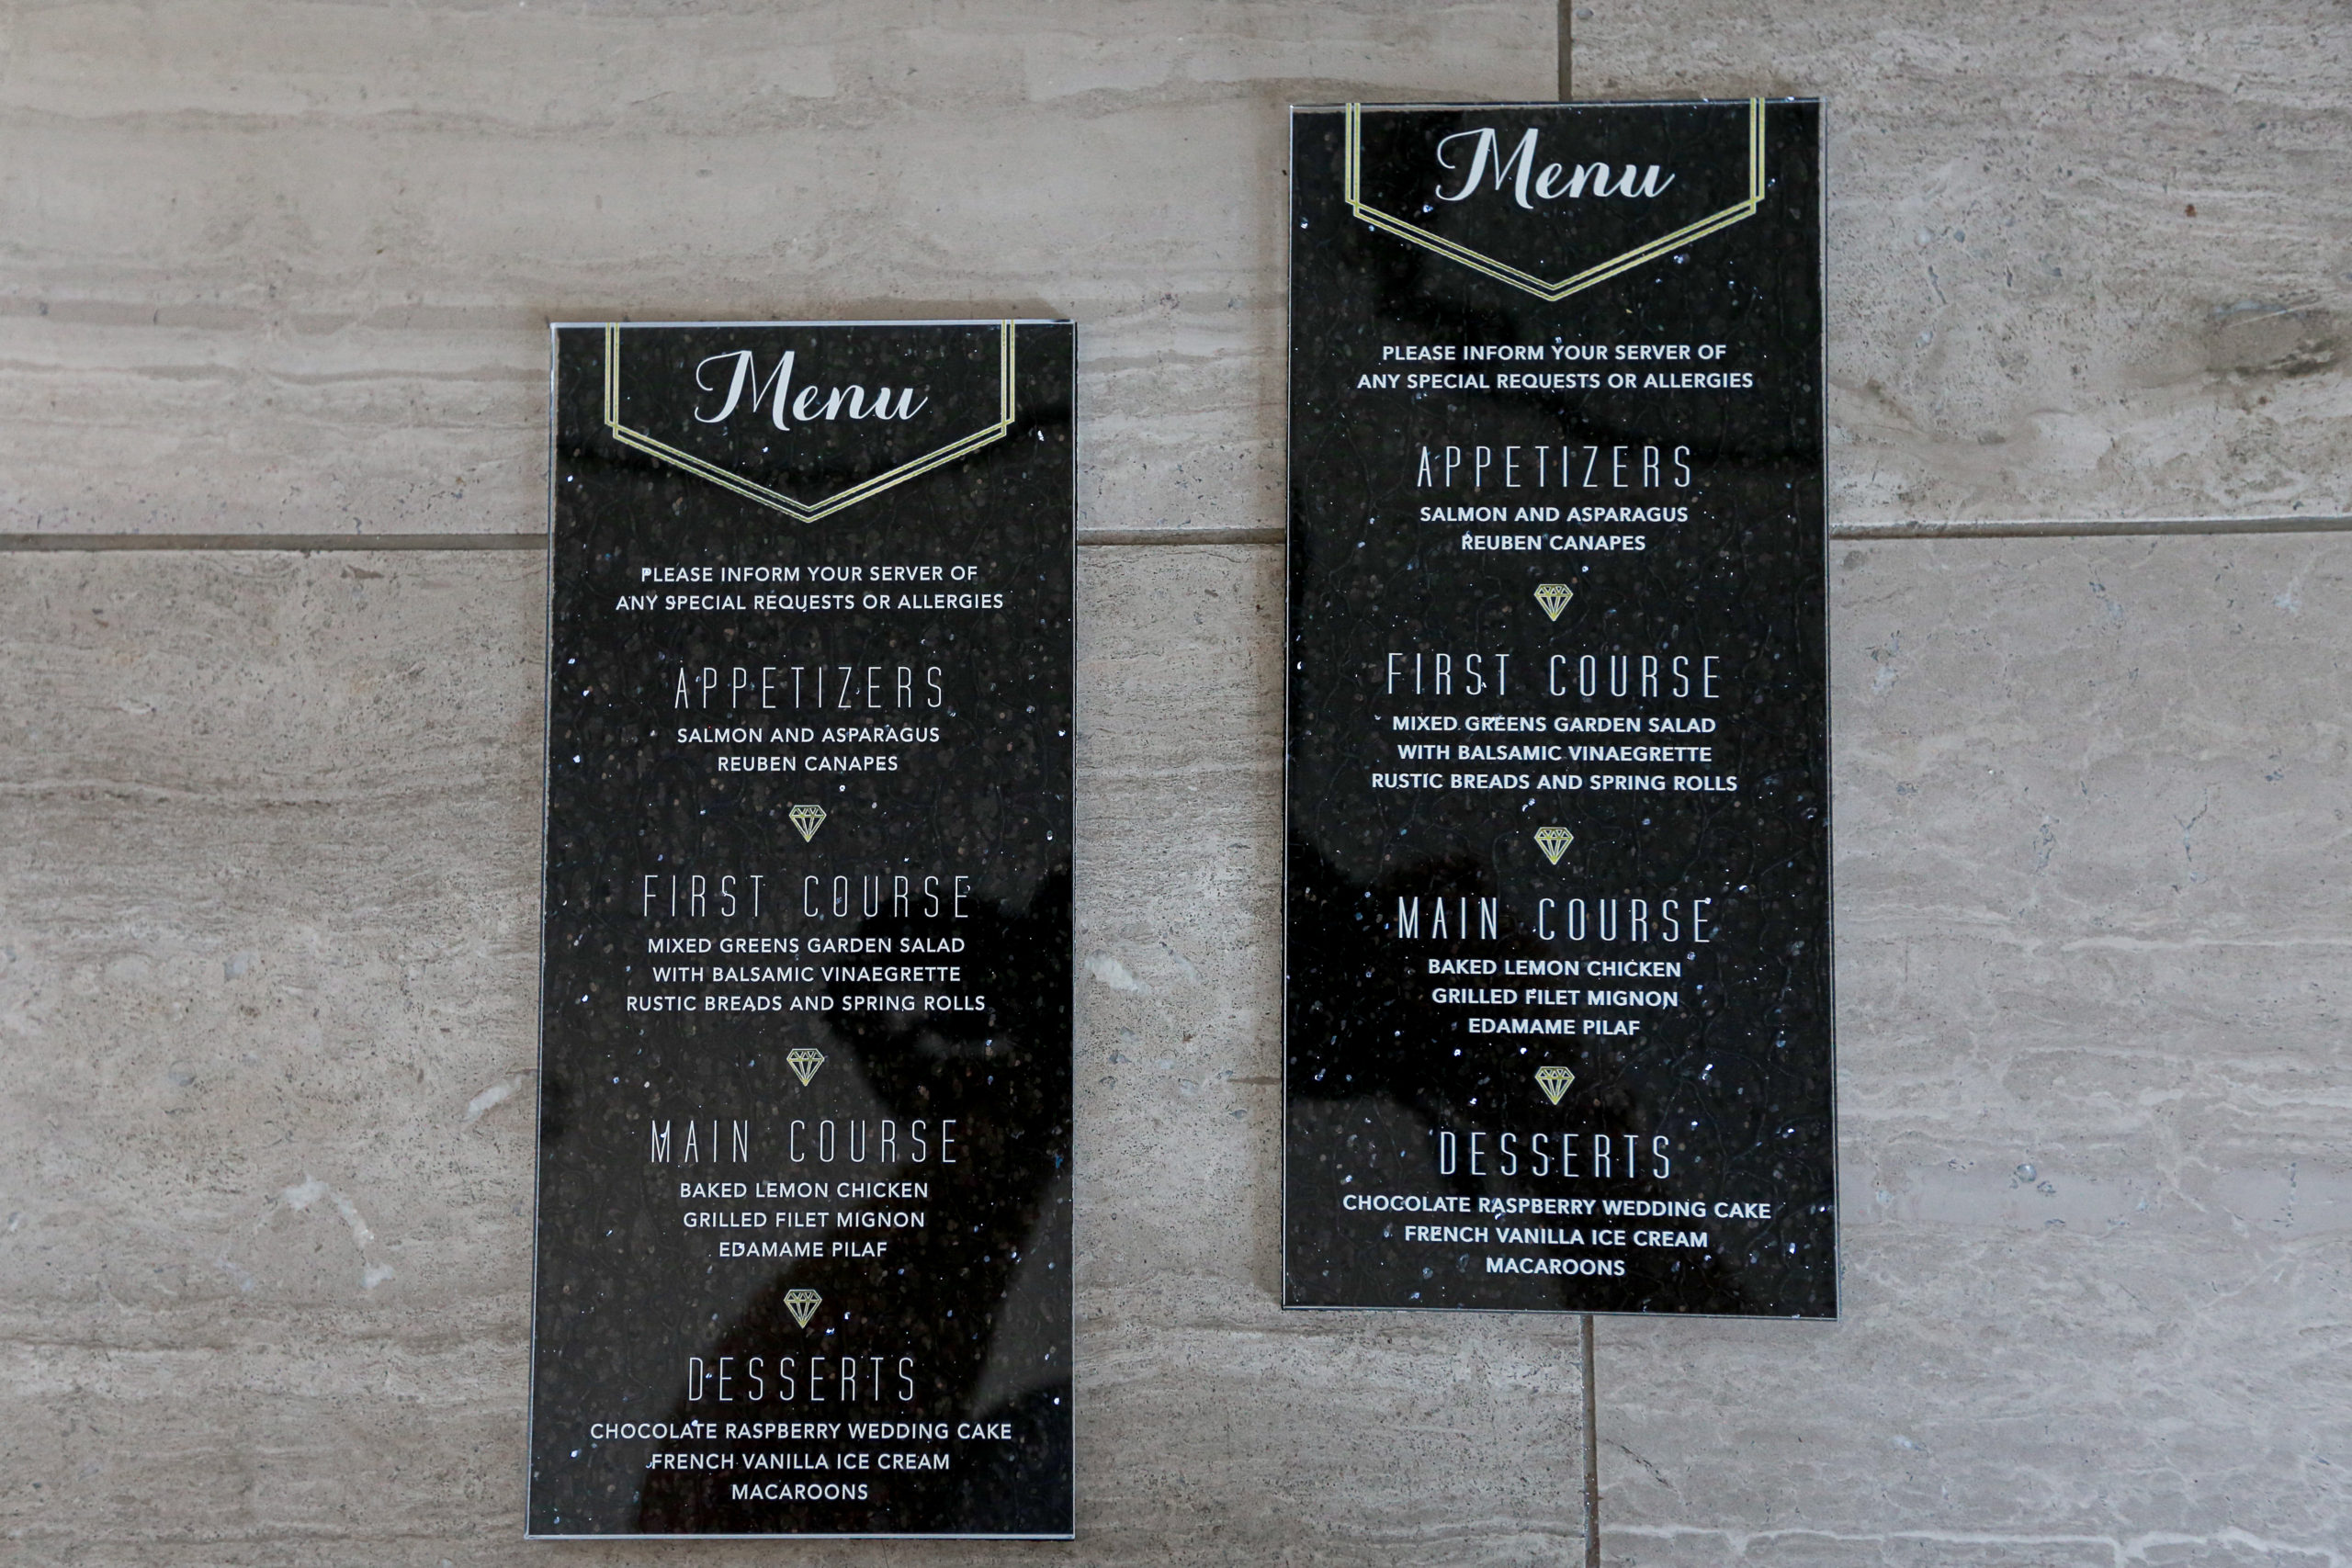 Menu
PLEASE INFORM YOUR SERVER OF
ANY SPECIAL REQUESTS OR ALLERGIES
APPETIZERS
SALMON AND ASPARAGUS
REUBEN CANAPES
FIRST COURSE
MIXED GREENS GARDEN SALAD
WITH BALSAMIC VINAEGRETTE
RUSTIC BREADS AND SPRING ROLLS
MAIN COURSE
BAKED LEMON CHICKEN
GRILLED FILET MIGNON
EDAMAME PILAF
DESSERTS
CHOCOLATE RASPBERRY WEDDING CAKE
FRENCH VANILLA ICE CREAM
MACAROONS
Menu
PLEASE INFORM YOUR SERVER OF
ANY SPECIAL REQUESTS OR ALLERGIES
APPETIZERS
SALMON AND ASPARAGUS
REUBEN CANAPES
FIRST COURSE
MIXED GREENS GARDEN SALAD
WITH BALSAMIC VINAEGRETTE
RUSTIC BREADS AND SPRING ROLLS
MAIN COURSE
BAKED LEMON CHICKEN
GRILLED FILET MIGNON
EDAMAME PILAF
DESSERTS
CHOCOLATE RASPBERRY WEDDING CAKE
FRENCH VANILLA ICE CREAM
MACAROONS